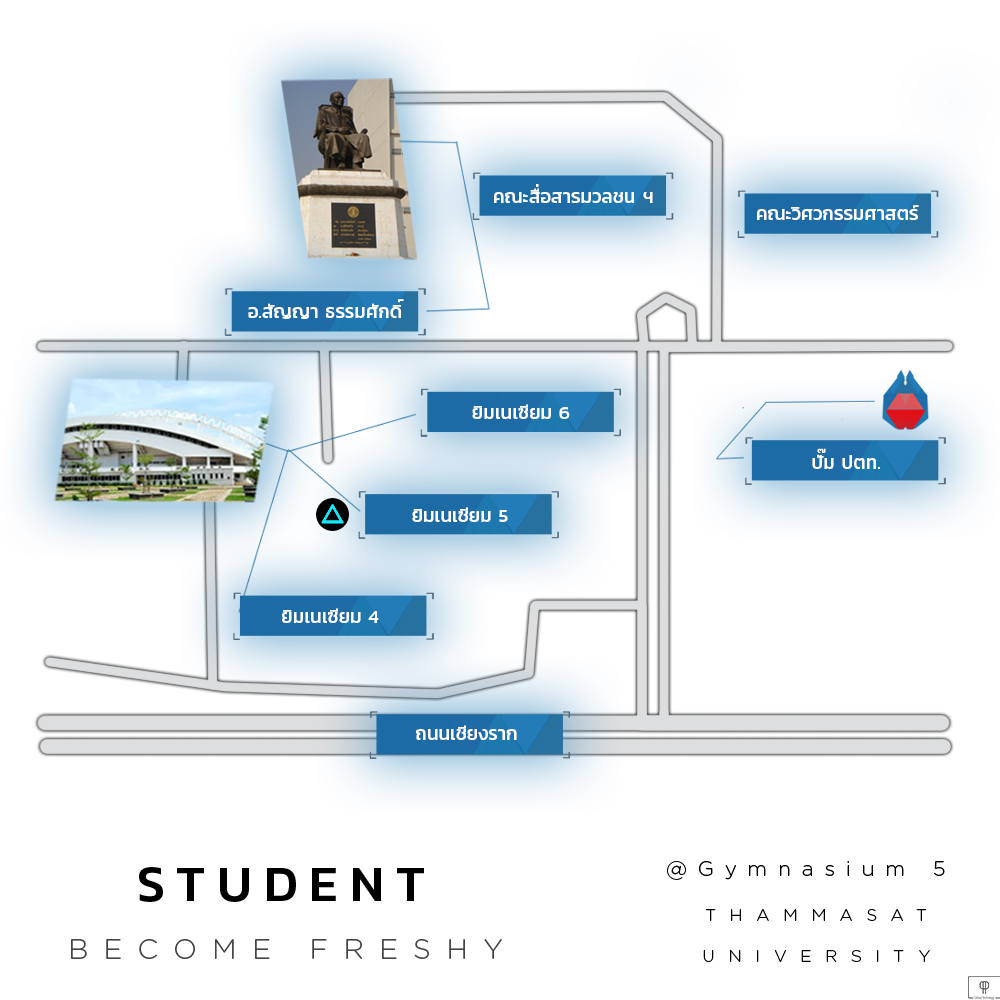 คณะสื่อสารมวลชน ฯ
คณะวิศวกรรมศาสตร์
อ.สัญญา ธรรมศักดิ์
ยิมเนเซียม 6
ปั๊ม ปตท.
ยิมเนเซียม 5
ยิมเนเซียม 4
ถนนเชียงราก
STUDENT
BECOME FRESHY
@Gymnasium 5
THAMMASAT
UNIVERSITY